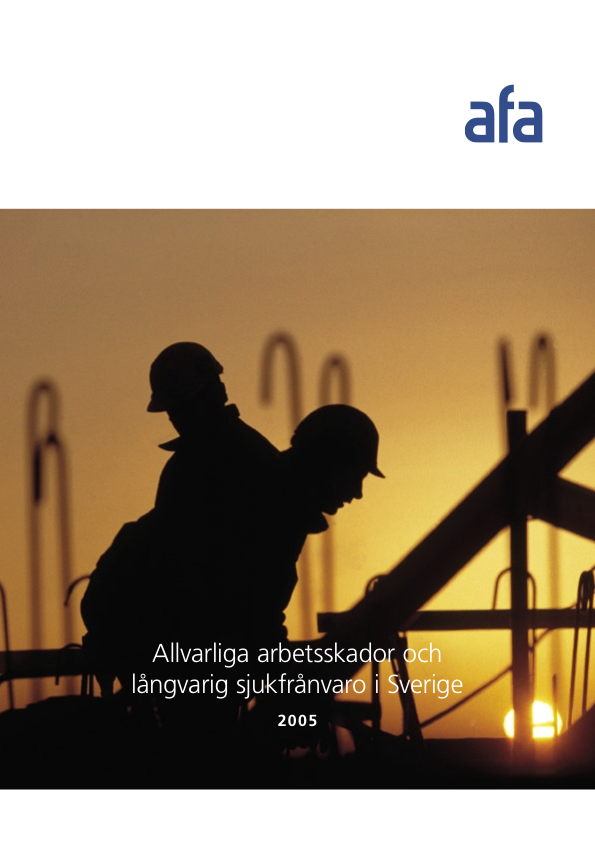 afa
Allvarliga arbetsskador och
långvarig sjukfrånvaro i Sverige
2005